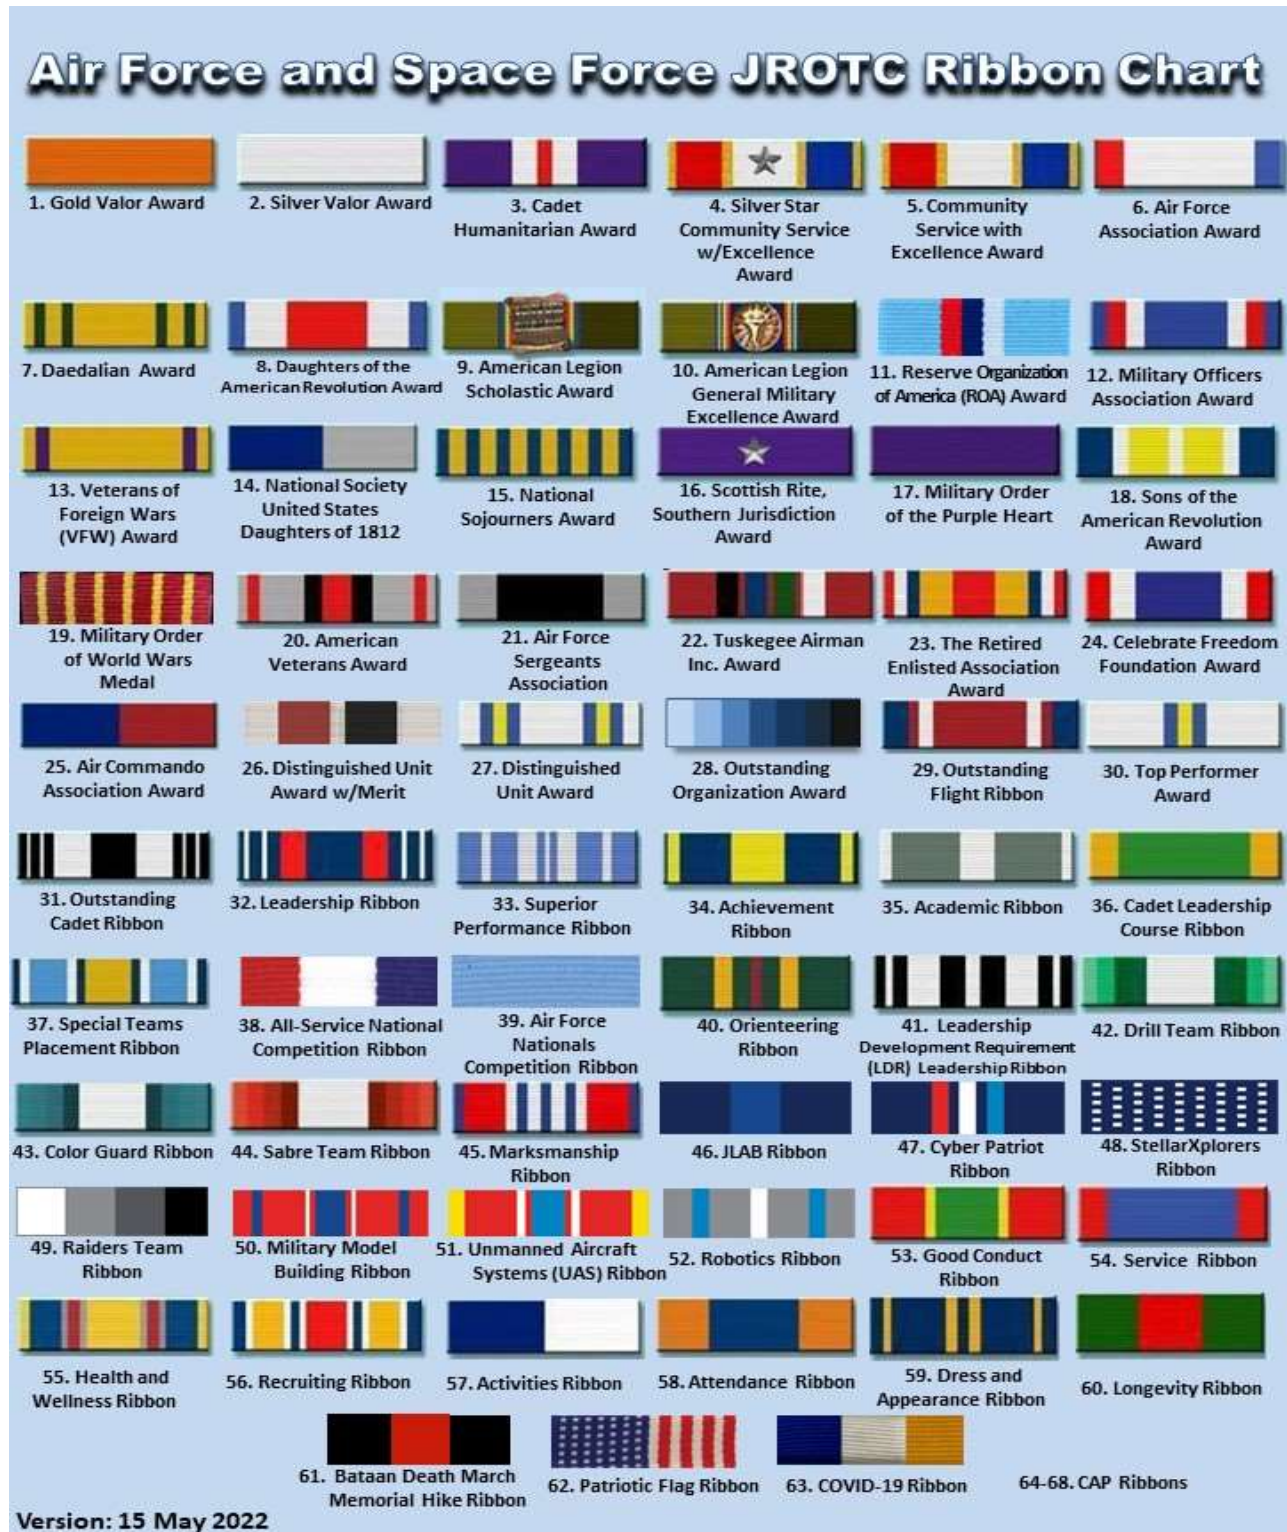 Air Force and Space Force JROTC Ribbon Chart
1. Gold Valor Award
2. Silver Valor Award
3. Cadet
Humanitarian Award
4. Silver Star
Community Service
w/Excellence
Award
5. Community
Service with
Excellence Award
6. Air Force
Association Award
7. Daedalian Award
8. Daughters of the
American Revolution Award
9. American Legion
Scholastic Award
10. American Legion
General Military
Excellence Award
11. Reserve Organization
of America (ROA) Award
12. Military Officers
Association Award
13. Veterans of
Foreign Wars
(VFW) Award
14. National Society
United States
Daughters of 1812
15. National
Sojourners Award
16. Scottish Rite,
Southern Jurisdiction
Award
17. Military Order
of the Purple Heart
18. Sons of the
American Revolution
Award
19. Military Order
of World Wars
Medal
20. American
Veterans Award
21. Air Force
Sergeants
Association
22. Tuskegee Airman
Inc. Award
23. The Retired
Enlisted Association
Award
24. Celebrate Freedom
Foundation Award
25. Air Commando
Association Award
26. Distinguished Unit
Award w/Merit
27. Distinguished
Unit Award
28. Outstanding
Organization Award
29. Outstanding
Flight Ribbon
30. Top Performer
Award
31. Outstanding
Cadet Ribbon
32. Leadership Ribbon
33. Superior
Performance Ribbon
34. Achievement
Ribbon
35. Academic Ribbon
36. Cadet Leadership
Course Ribbon
37. Special Teams
Placement Ribbon
38. All-Service National
Competition Ribbon
39. Air Force
Nationals
Competition Ribbon
40. Orienteering
Ribbon
41. Leadership
Development Requirement
(LDR) Leadership Ribbon
42. Drill Team Ribbon
43. Color Guard Ribbon
44. Sabre Team Ribbon
45. Marksmanship
Ribbon
46. JLAB Ribbon
47. Cyber Patriot
Ribbon
48. StellarXplorers
Ribbon
49. Raiders Team
Ribbon
50. Military Model
Building Ribbon
51. Unmanned Aircraft
Systems (UAS) Ribbon
52. Robotics Ribbon
53. Good Conduct
Ribbon
54. Service Ribbon
55. Health and
Wellness Ribbon
56. Recruiting Ribbon
57. Activities Ribbon
58. Attendance Ribbon
59. Dress and
Appearance Ribbon
60. Longevity Ribbon
61. Bataan Death March
Memorial Hike Ribbon
62. Patriotic Flag Ribbon
63. COVID-19 Ribbon
64-68. CAP Ribbons
Version: 15 May 2022